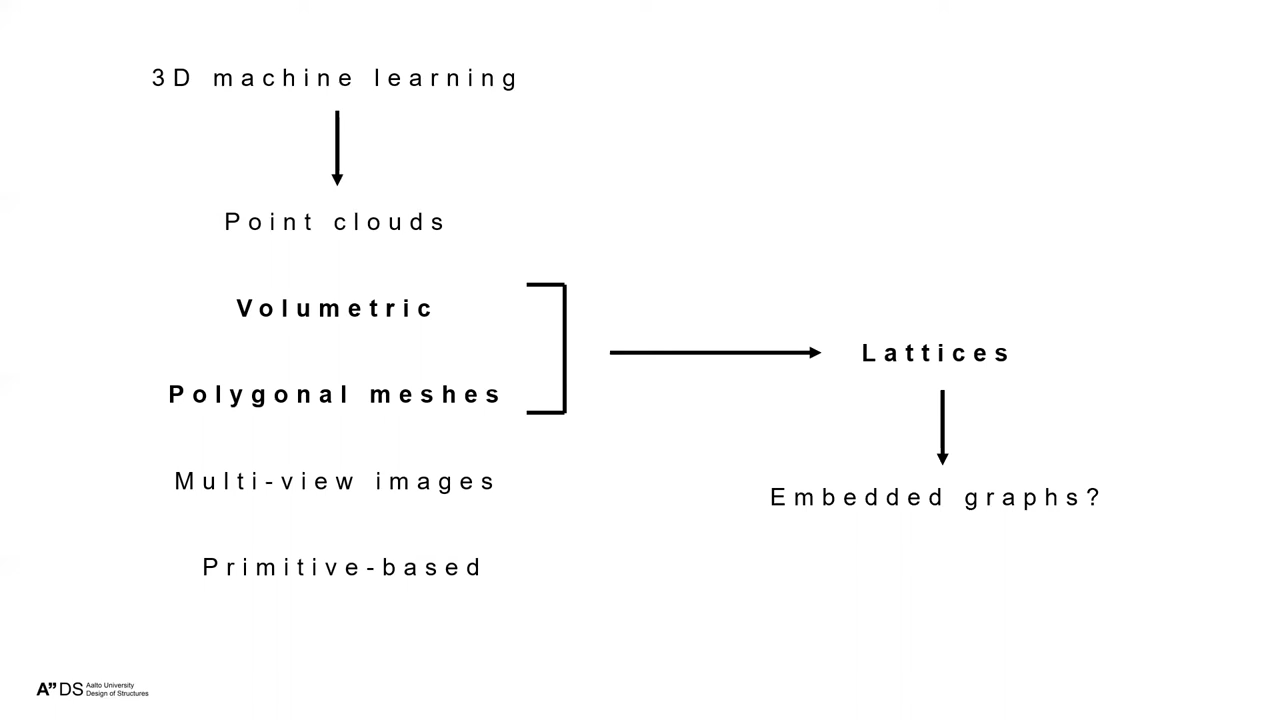 3D machine learning
Point clouds
Volumetric
Polygonal meshes
Multi-view images
Primitive-based
Lattices
Embedded graphs?
A” DS Aalto University
Design of Structures